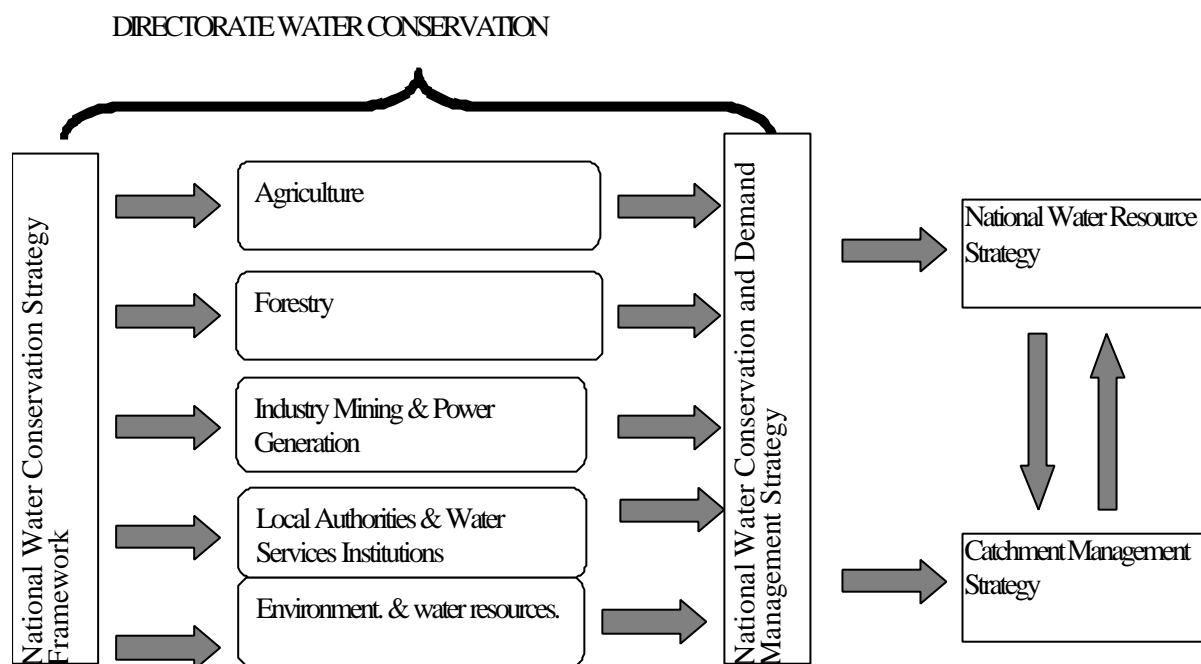 DIRECTORATE WATER CONSERVATION
National Water Conservation Strategy
Framework
Agriculture
Forestry
Industry Mining & Power
Generation
Local Authorities & Water
Services Institutions
Environment. & water resources.
National Water Conservation and Demand
Management Strategy
National Water Resource
Strategy
Catchment Management
Strategy